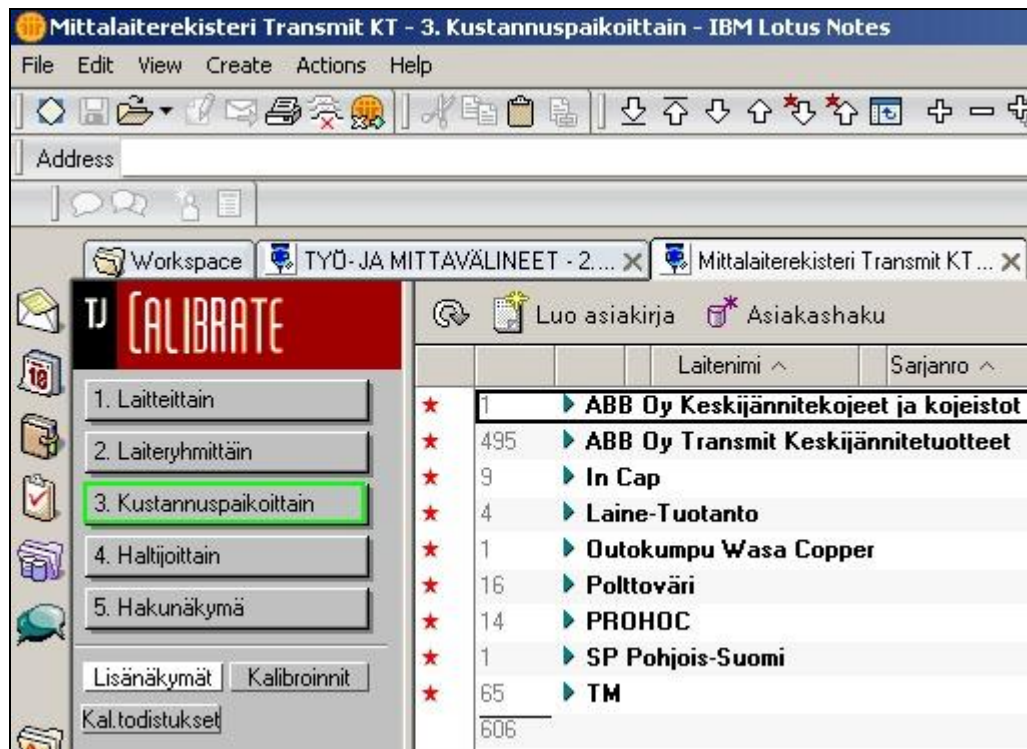 Mittalaiterekisteri Transmit KT - 3. Kustannuspaikoittain - IBM Lotus Notes
File Edit View Create Actions Help
Address
Workspace TYÖ- JA MITTAVÄLINEET - 2. ... Mittalaiterekisteri Transmit KT ...
TJ CALIBRATE
Luo asiakirja Asiakashaku
Laitenimi Sarjanro
1. Laitteittain
2. Laiteryhmittäin
3. Kustannuspaikoittain
4. Haltijoittain
5. Hakunäkymä
Lisänäkymät Kalibroinnit
Kal.todistukset
1 ABB Oy Keskijännitekojeet ja kojeistot
495 ABB Oy Transmit Keskijännitetuotteet
9 In Cap
4 Laine-Tuotanto
1 Outokumpu Wasa Copper
16 Polttoväri
14 PROHOC
1 SP Pohjois-Suomi
65 TM
606